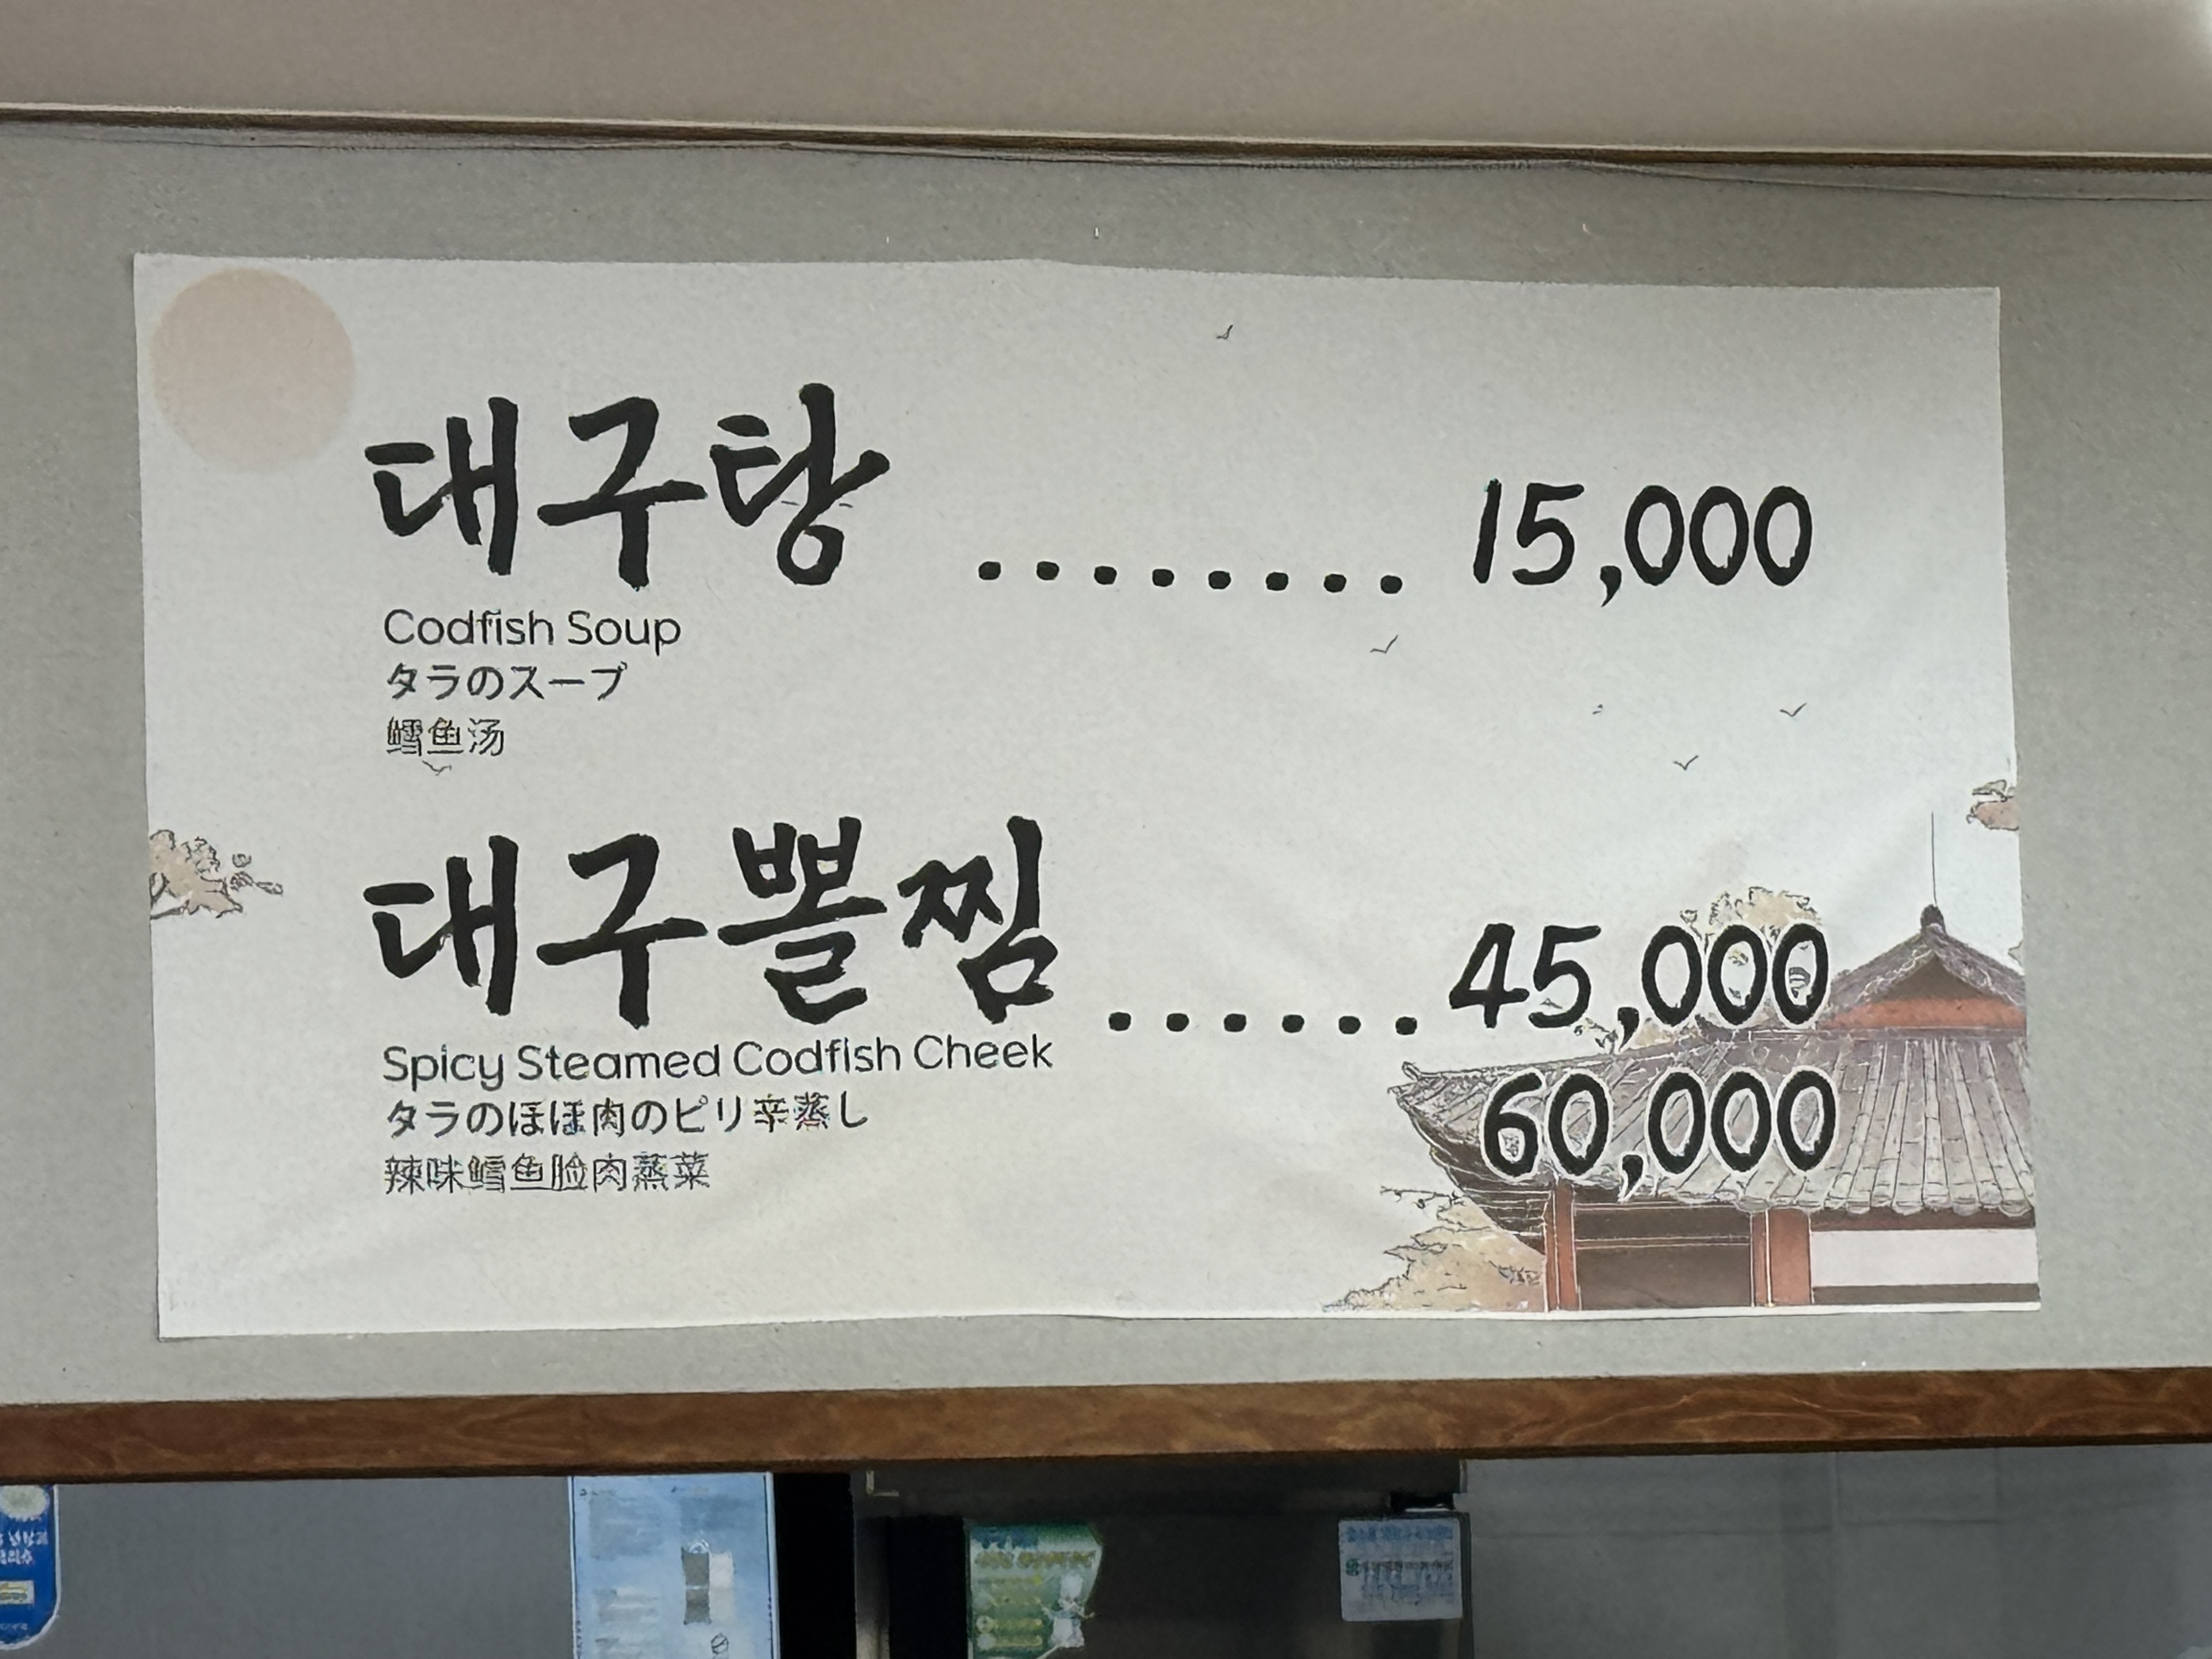 대구탕 ........ 15,000
Codfish Soup
タラのスープ
鳕鱼汤
대구뽈찜 ...... 45,000
60,000
Spicy Steamed Codfish Cheek
タラのほほ肉のピリ辛蒸し
辣味鳕鱼脸肉蒸菜